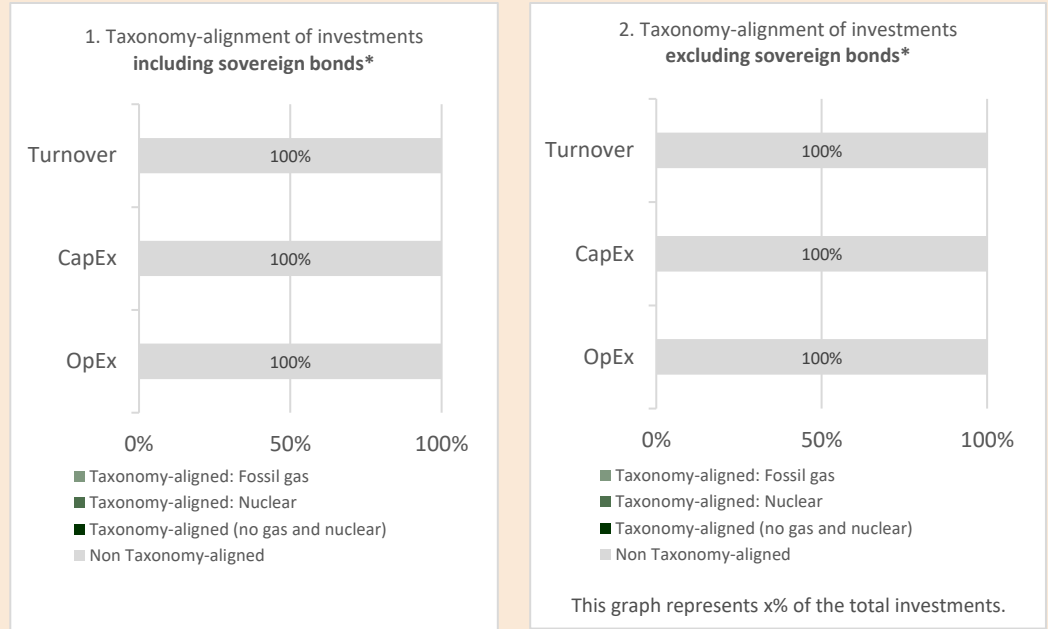 1. Taxonomy-alignment of investments
including sovereign bonds*
Turnover
100%
CapEx
100%
OpEx
100%
0%
50%
100%
Taxonomy-aligned: Fossil gas
Taxonomy-aligned: Nuclear
Taxonomy-aligned (no gas and nuclear)
Non Taxonomy-aligned
2. Taxonomy-alignment of investments
excluding sovereign bonds*
Turnover
100%
CapEx
100%
OpEx
100%
0%
50%
100%
Taxonomy-aligned: Fossil gas
Taxonomy-aligned: Nuclear
Taxonomy-aligned (no gas and nuclear)
Non Taxonomy-aligned
This graph represents x% of the total investments.